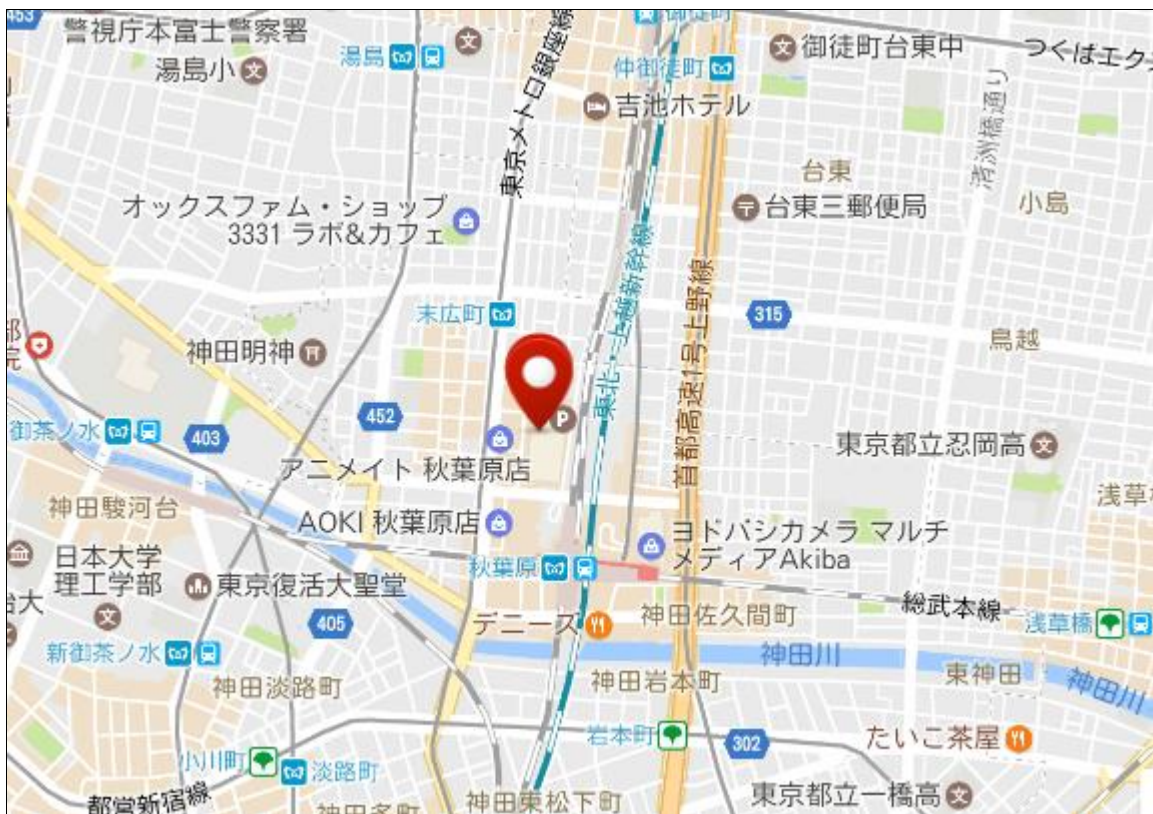 453
警視庁本富士警察署
湯島小
湯島
東京メトロ銀座線
御徒町
仲御徒町
吉池ホテル
御徒町台東中
つくばエクス
清洲橋通り
台東
台東三郵便局
小島
オックスファム・ショップ
3331 ラボ&カフェ
末広町
東北・上越新幹線
首都高速1号上野線
315
鳥越
神田明神
452
403
御茶ノ水
アニメイト 秋葉原店
P
東京都立忍岡高
浅草橋
神田駿河台
AOKI 秋葉原店
ヨドバシカメラ マルチ
メディアAkiba
秋葉原
日本大学
理工学部
東京復活大聖堂
405
デニーズ
神田佐久間町
総武本線
浅草橋
新御茶ノ水
神田淡路町
神田岩本町
神田川
東神田
神田川
小川町
淡路町
岩本町
302
たいこ茶屋
都営新宿線
神田多町
神田東松下町
東京都立一橋高